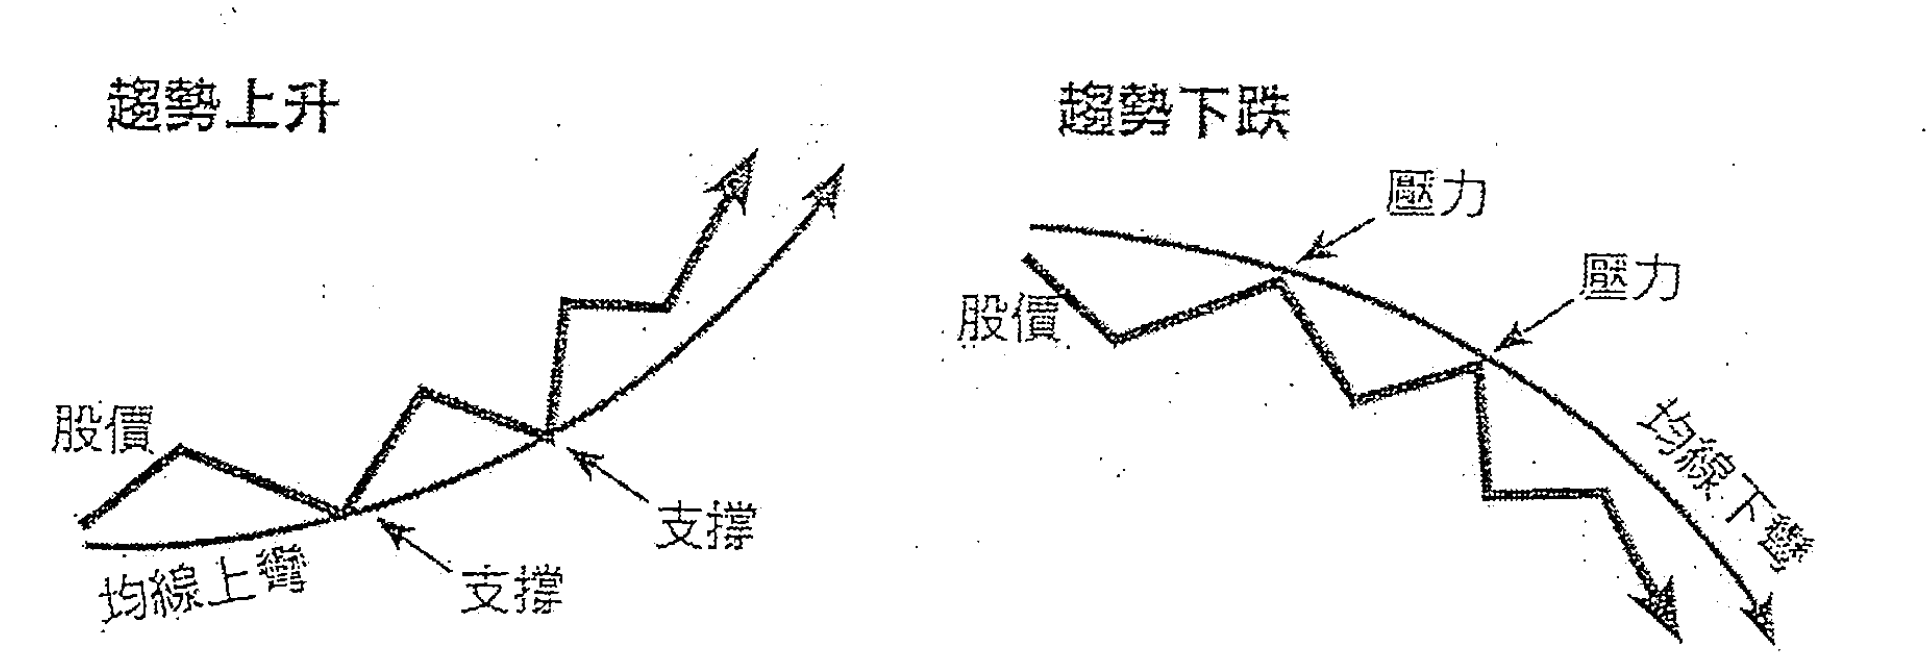 趨勢上升
股價
均線上彎
支撐
支撐
趨勢下跌
壓力
壓力
股價
均線下彎